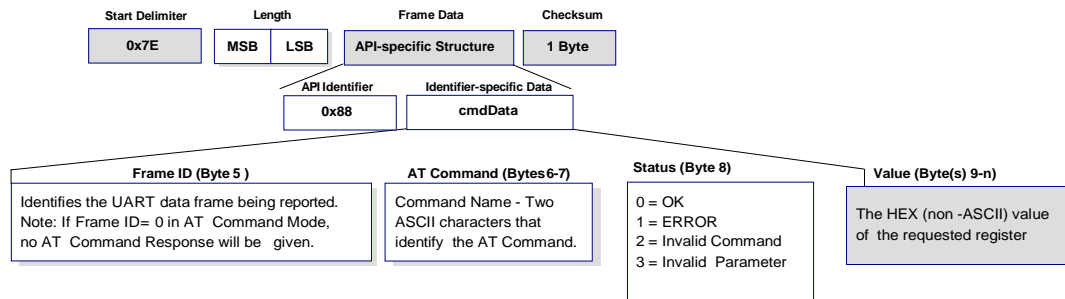 Start Delimiter
Length
Frame Data
Checksum
0x7E
MSB
LSB
API-specific Structure
1 Byte
API Identifier
Identifier-specific Data
0x88
cmdData
Frame ID (Byte 5 )
Identifies the UART data frame being reported.
Note: If Frame ID= 0 in AT Command Mode,
no AT Command Response will be given.
AT Command (Bytes6-7)
Command Name - Two
ASCII characters that
identify the AT Command.
Status (Byte 8)
0 = OK
1 = ERROR
2 = Invalid Command
3 = Invalid Parameter
Value (Byte(s) 9-n)
The HEX (non -ASCII) value
of the requested register